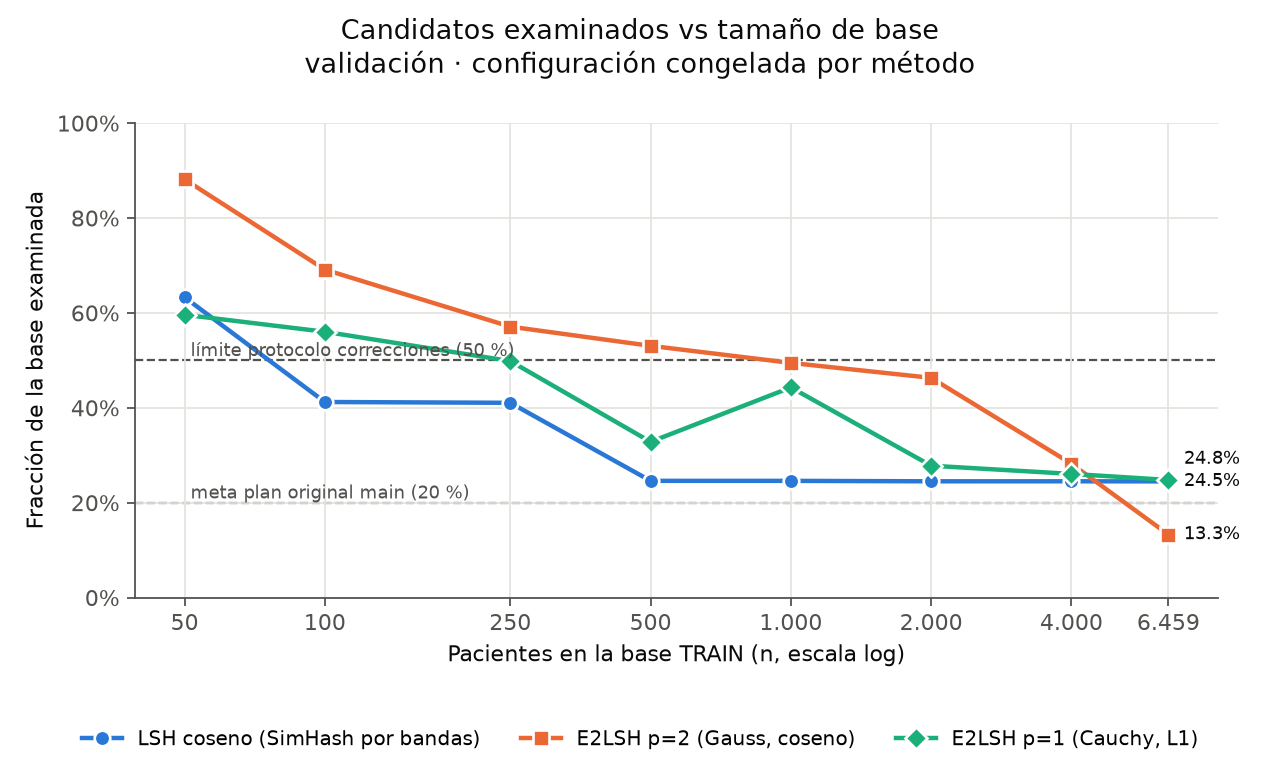 Candidatos examinados vs tamaño de base
validación · configuración congelada por método
Fracción de la base examinada
100%
80%
60%
40%
20%
0%
límite protocolo correcciones (50 %)
meta plan original main (20 %)
24.8%
24.5%
13.3%
50
100
250
500
1.000
2.000
4.000
6.459
Pacientes en la base TRAIN (n, escala log)
LSH coseno (SimHash por bandas)
E2LSH p=2 (Gauss, coseno)
E2LSH p=1 (Cauchy, L1)